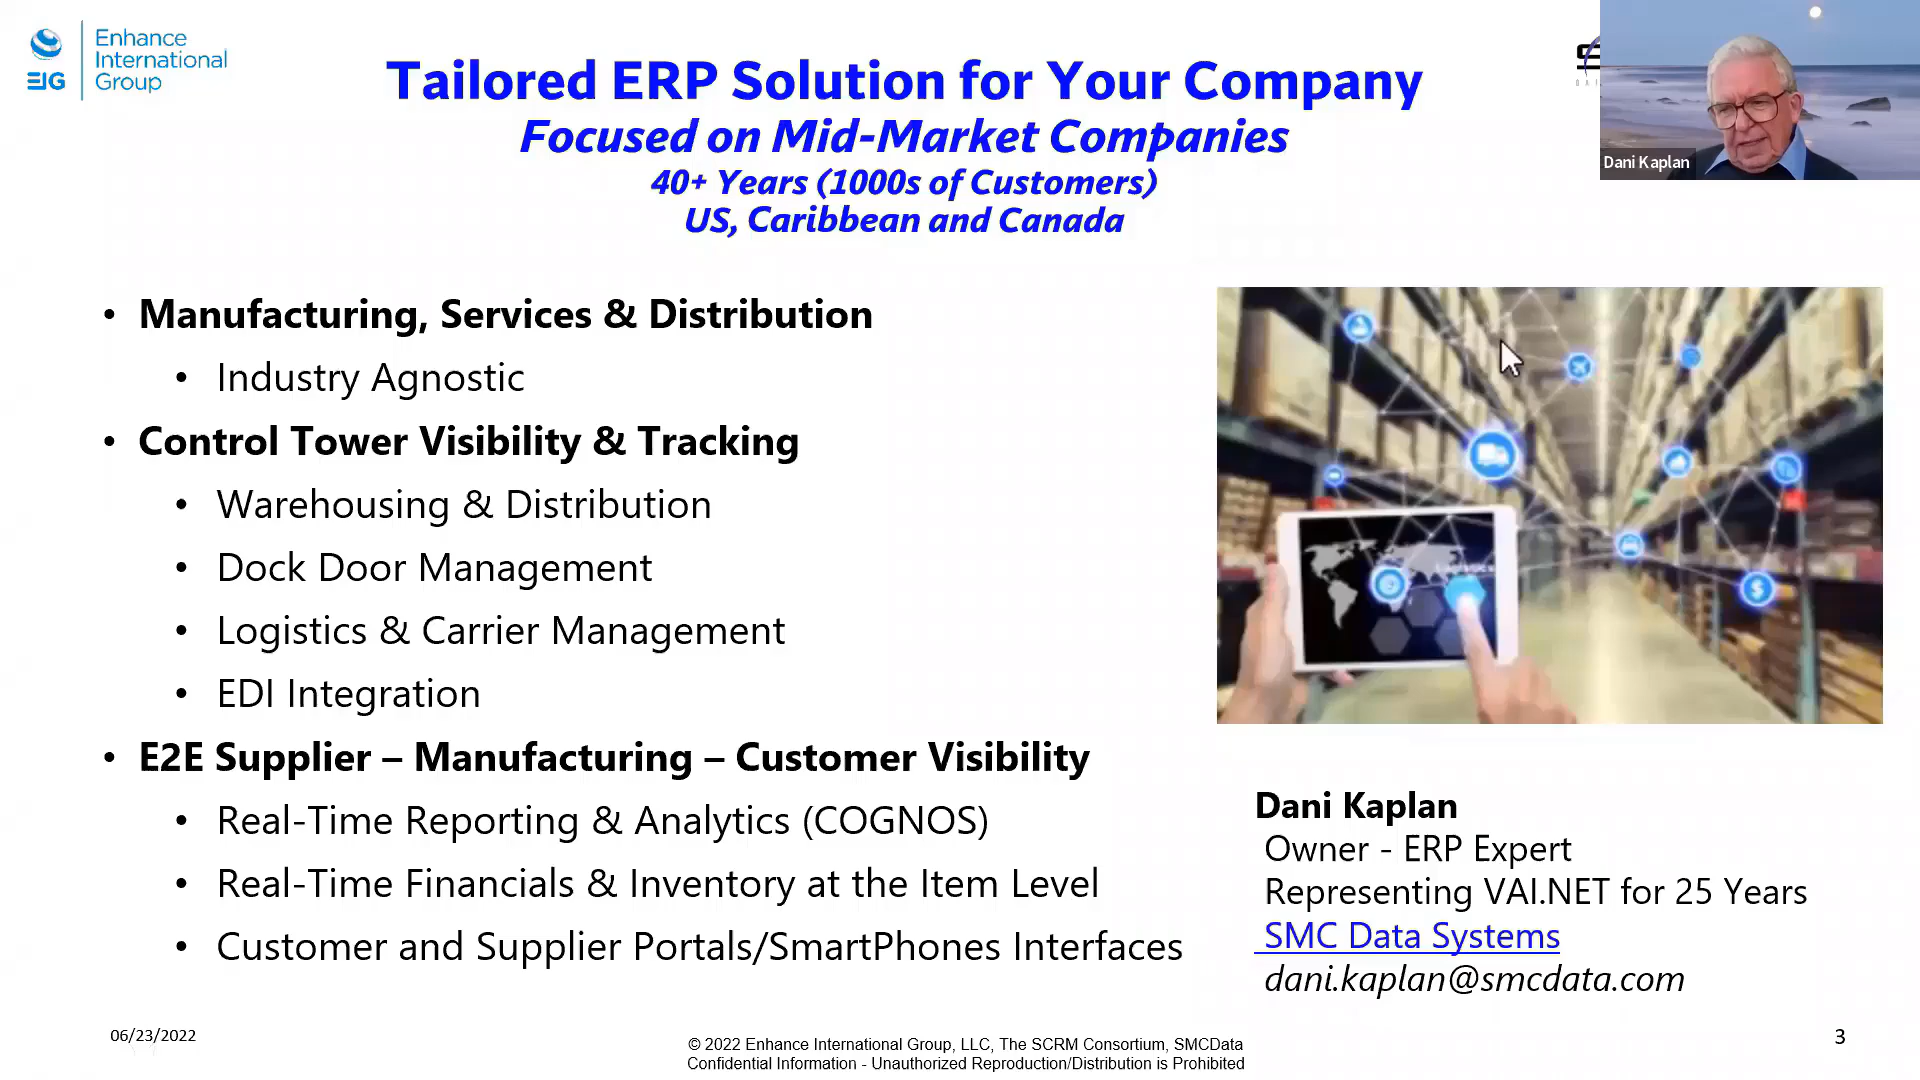 Enhance
International
Group
EIG
Tailored ERP Solution for Your Company
Focused on Mid-Market Companies
40+ Years (1000s of Customers)
US, Caribbean and Canada
Dani Kaplan
• Manufacturing, Services & Distribution
• Industry Agnostic
• Control Tower Visibility & Tracking
• Warehousing & Distribution
• Dock Door Management
• Logistics & Carrier Management
• EDI Integration
• E2E Supplier – Manufacturing – Customer Visibility
• Real-Time Reporting & Analytics (COGNOS)
• Real-Time Financials & Inventory at the Item Level
• Customer and Supplier Portals/SmartPhones Interfaces
Dani Kaplan
Owner - ERP Expert
Representing VAI.NET for 25 Years
SMC Data Systems
dani.kaplan@smcdata.com
06/23/2022
© 2022 Enhance International Group, LLC, The SCRM Consortium, SMCData
Confidential Information - Unauthorized Reproduction/Distribution is Prohibited
3